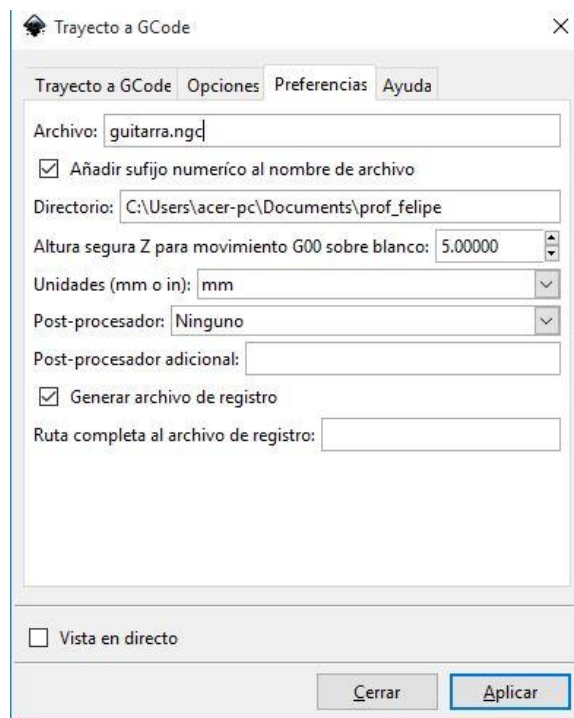 Trayecto a GCode
Trayecto a GCode Opciones Preferencias Ayuda
Archivo: guitarra.ngc
Añadir sufijo numeríco al nombre de archivo
Directorio: C:\Users\acer-pc\Documents\prof_felipe
Altura segura Z para movimiento G00 sobre blanco: 5.00000
Unidades (mm o in): mm
Post-procesador: Ninguno
Post-procesador adicional:
Generar archivo de registro
Ruta completa al archivo de registro:
Vista en directo
Cerrar Aplicar